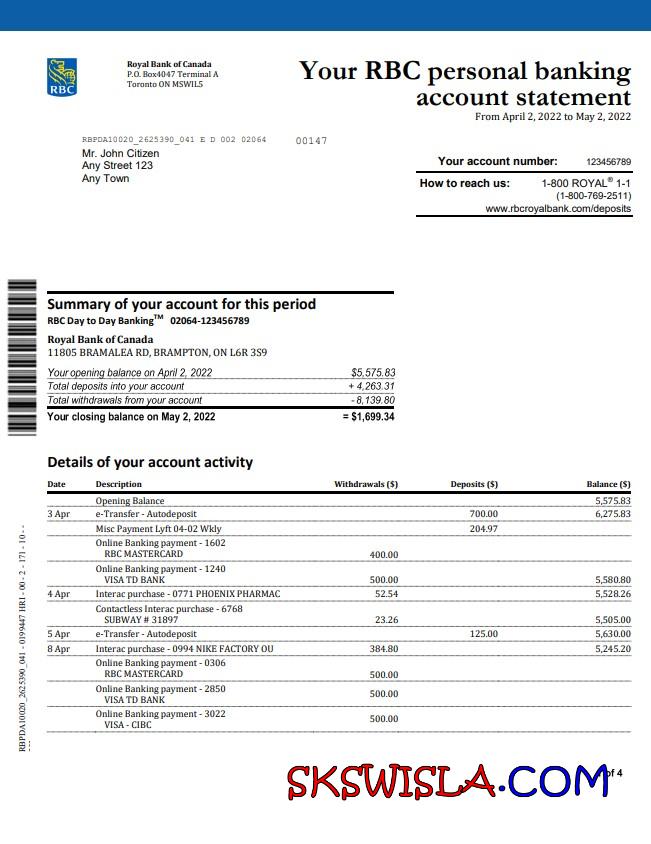 RBC
Royal Bank of Canada
P.O. Box4047 Terminal A
Toronto ON MSWIL5
Your RBC personal banking
account statement
From April 2, 2022 to May 2, 2022
RBPDA10020_2625390_041 E D 002 02064 00147
Mr. John Citizen
Any Street 123
Any Town
Your account number: 123456789
How to reach us: 1-800 ROYAL® 1-1
(1-800-769-2511)
www.rbcroyalbank.com/deposits
Summary of your account for this period
RBC Day to Day Banking™ 02064-123456789
Royal Bank of Canada
11805 BRAMALEA RD, BRAMPTON, ON L6R 3S9
Your opening balance on April 2, 2022 $5,575.83
Total deposits into your account + 4,263.31
Total withdrawals from your account - 8,139.80
Your closing balance on May 2, 2022 = $1,699.34
Details of your account activity
Date Description Withdrawals ($) Deposits ($) Balance ($)
Opening Balance 5,575.83
3 Apr e-Transfer - Autodeposit 700.00 6,275.83
Misc Payment Lyft 04-02 Wkly 204.97
Online Banking payment - 1602
RBC MASTERCARD 400.00
Online Banking payment - 1240
VISA TD BANK 500.00 5,580.80
4 Apr Interac purchase - 0771 PHOENIX PHARMAC 52.54 5,528.26
Contactless Interac purchase - 6768
SUBWAY # 31897 23.26 5,505.00
5 Apr e-Transfer - Autodeposit 125.00 5,630.00
8 Apr Interac purchase - 0994 NIKE FACTORY OU 384.80 5,245.20
Online Banking payment - 0306
RBC MASTERCARD 500.00
Online Banking payment - 2850
VISA TD BANK 500.00
Online Banking payment - 3022
VISA - CIBC 500.00
RBPDA10020_2625390_041 - 0199447 HR1 - 00 - 2 - 171 - 10 - -
---
of 4
SKSWISLA.COM